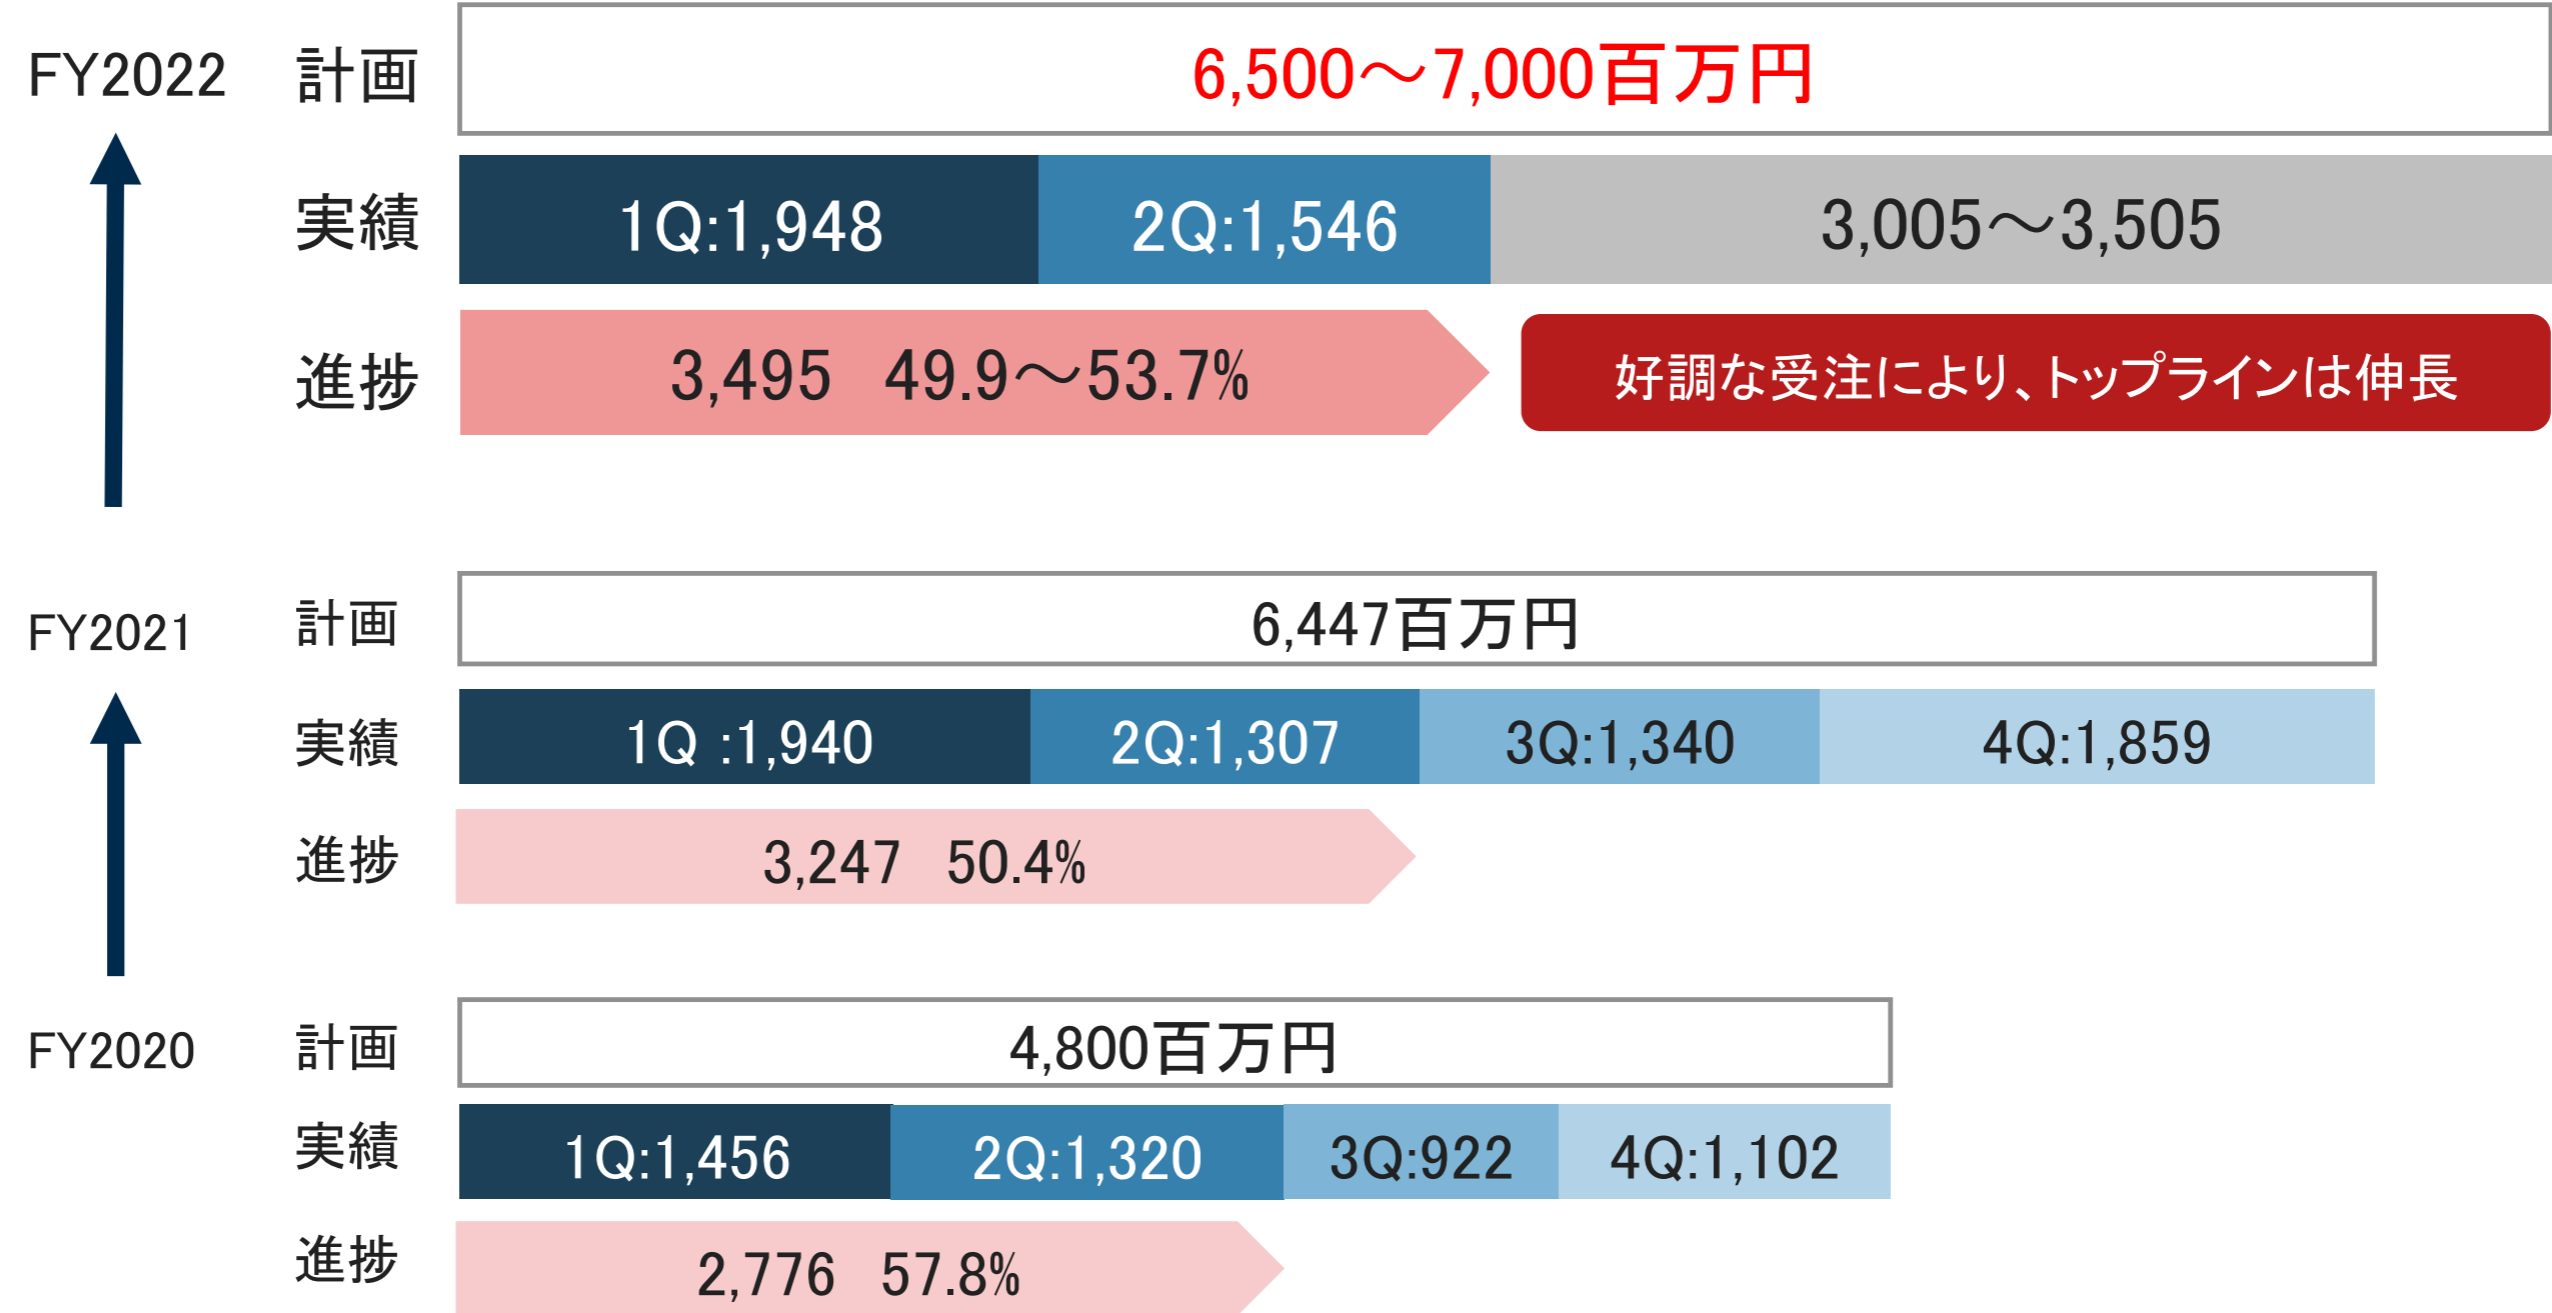 FY2022 計画 6,500～7,000百万円
実績 1Q:1,948 2Q:1,546 3,005～3,505
進捗 3,495 49.9～53.7% 好調な受注により、トップラインは伸長
FY2021 計画 6,447百万円
実績 1Q :1,940 2Q:1,307 3Q:1,340 4Q:1,859
進捗 3,247 50.4%
FY2020 計画 4,800百万円
実績 1Q:1,456 2Q:1,320 3Q:922 4Q:1,102
進捗 2,776 57.8%